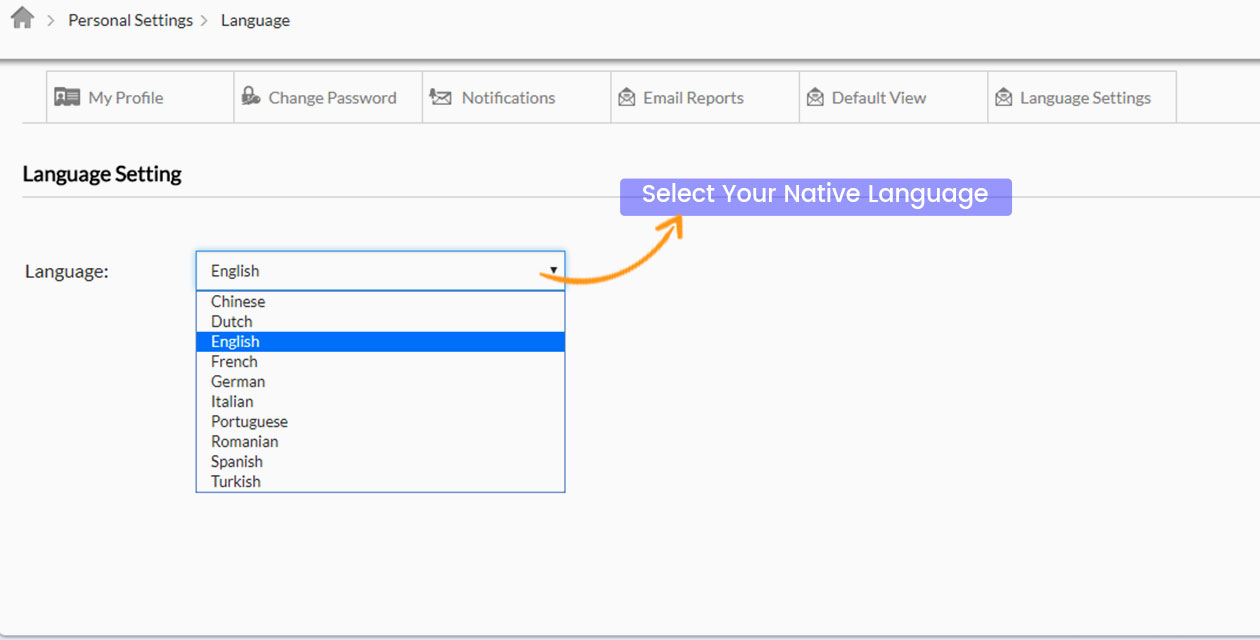 Personal Settings > Language
My Profile Change Password Notifications Email Reports Default View Language Settings
Language Setting
Select Your Native Language
Language: English
Chinese
Dutch
English
French
German
Italian
Portuguese
Romanian
Spanish
Turkish